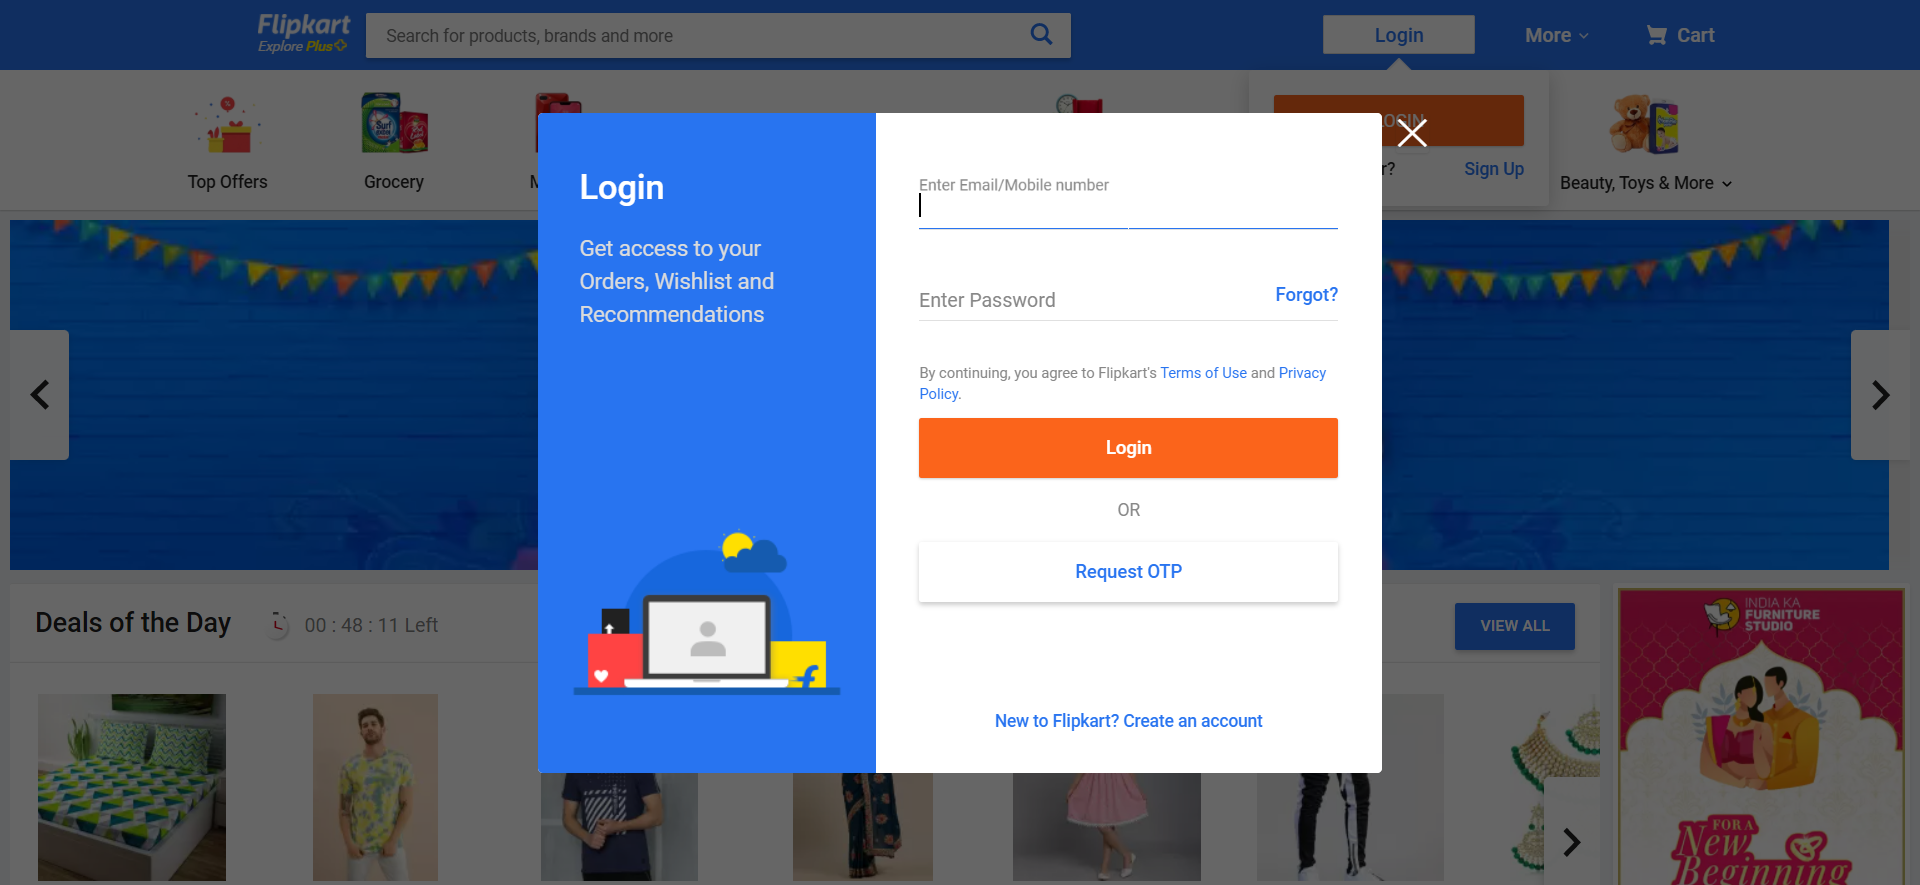 Flipkart
Explore Plus
Search for products, brands and more
Login
More
Cart
LOGIN
r?
Sign Up
Top Offers
Grocery
M
Beauty, Toys & More
Surf
Login
Get access to your
Orders, Wishlist and
Recommendations
Enter Email/Mobile number
Enter Password
Forgot?
By continuing, you agree to Flipkart's Terms of Use and Privacy
Policy.
Login
OR
Request OTP
New to Flipkart? Create an account
Deals of the Day
00 : 48 : 11 Left
VIEW ALL
INDIA KA
FURNITURE
STUDIO
FOR A
New
Beginning